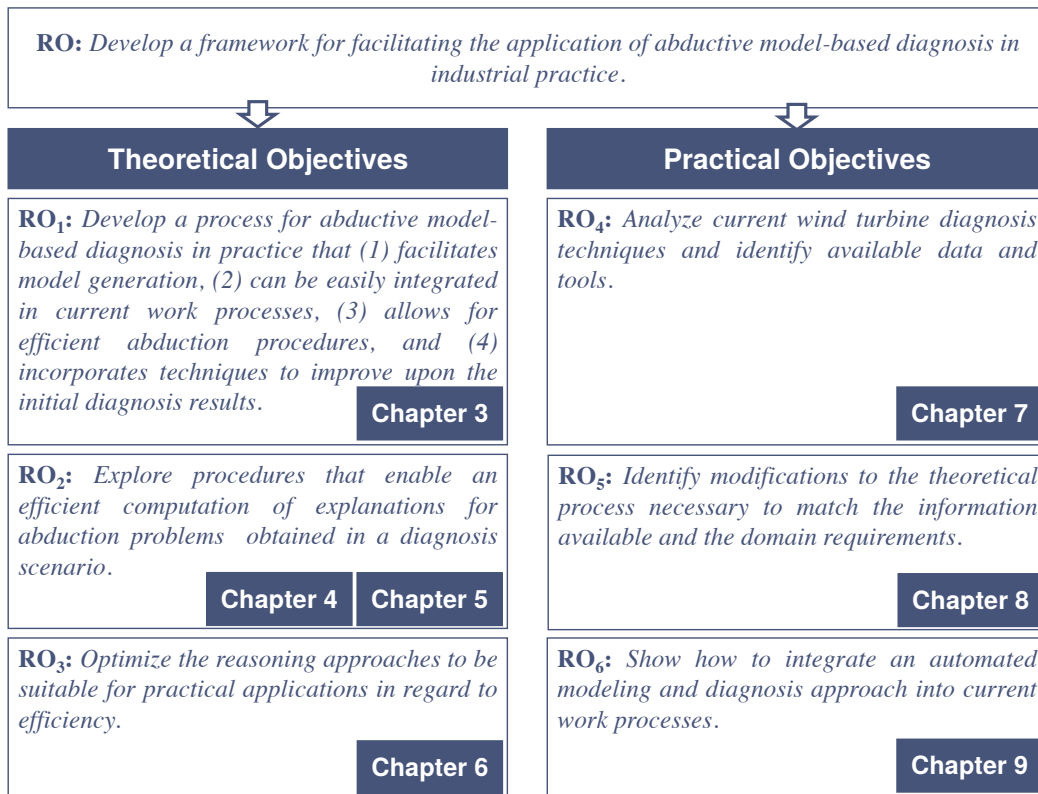 RO: Develop a framework for facilitating the application of abductive model-based diagnosis in
industrial practice.
Theoretical Objectives
RO1: Develop a process for abductive model-
based diagnosis in practice that (1) facilitates
model generation, (2) can be easily integrated
in current work processes, (3) allows for
efficient abduction procedures, and (4)
incorporates techniques to improve upon the
initial diagnosis results.
Chapter 3
RO2: Explore procedures that enable an
efficient computation of explanations for
abduction problems obtained in a diagnosis
scenario.
Chapter 4
Chapter 5
RO3: Optimize the reasoning approaches to be
suitable for practical applications in regard to
efficiency.
Chapter 6
Practical Objectives
RO4: Analyze current wind turbine diagnosis
techniques and identify available data and
tools.
Chapter 7
RO5: Identify modifications to the theoretical
process necessary to match the information
available and the domain requirements.
Chapter 8
RO6: Show how to integrate an automated
modeling and diagnosis approach into current
work processes.
Chapter 9